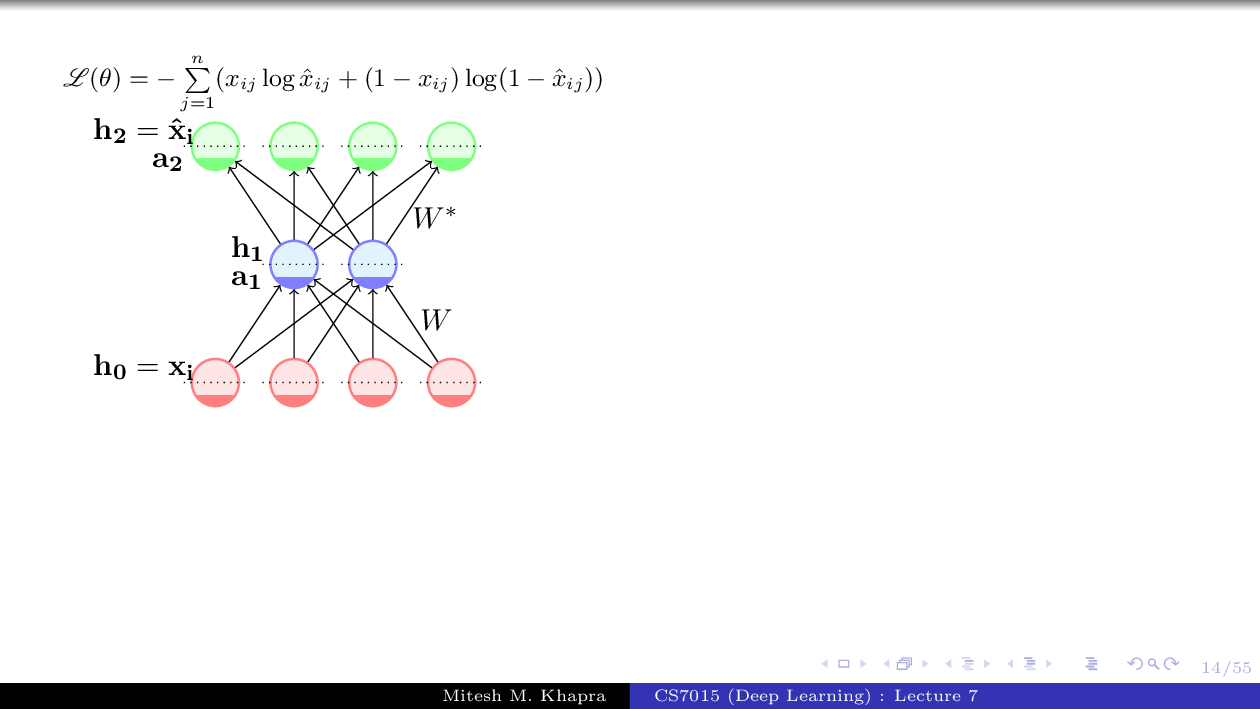 ℒ(θ) = − ∑_{j=1}^{n} (x_{ij} log x̂_{ij} + (1 − x_{ij}) log(1 − x̂_{ij}))
h₂ = x̂ᵢ
a₂
W*
h₁
a₁
W
h₀ = xᵢ
14/55
Mitesh M. Khapra CS7015 (Deep Learning) : Lecture 7